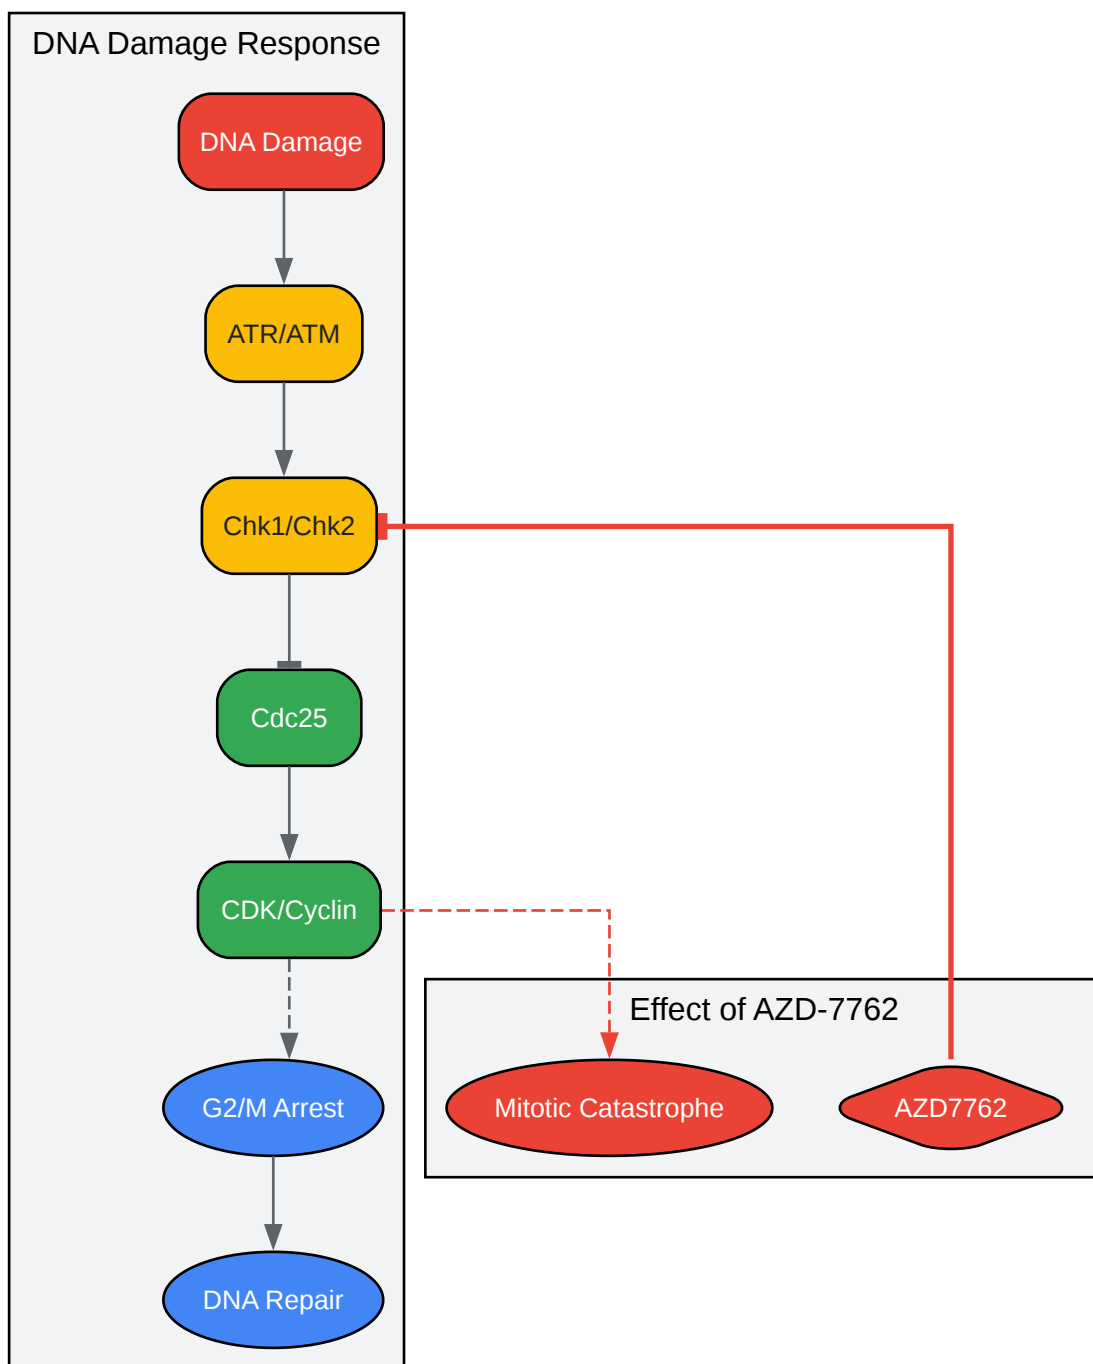 DNA Damage Response
DNA Damage
ATR/ATM
Chk1/Chk2
Cdc25
CDK/Cyclin
Effect of AZD-7762
G2/M Arrest
Mitotic Catastrophe
AZD7762
DNA Repair